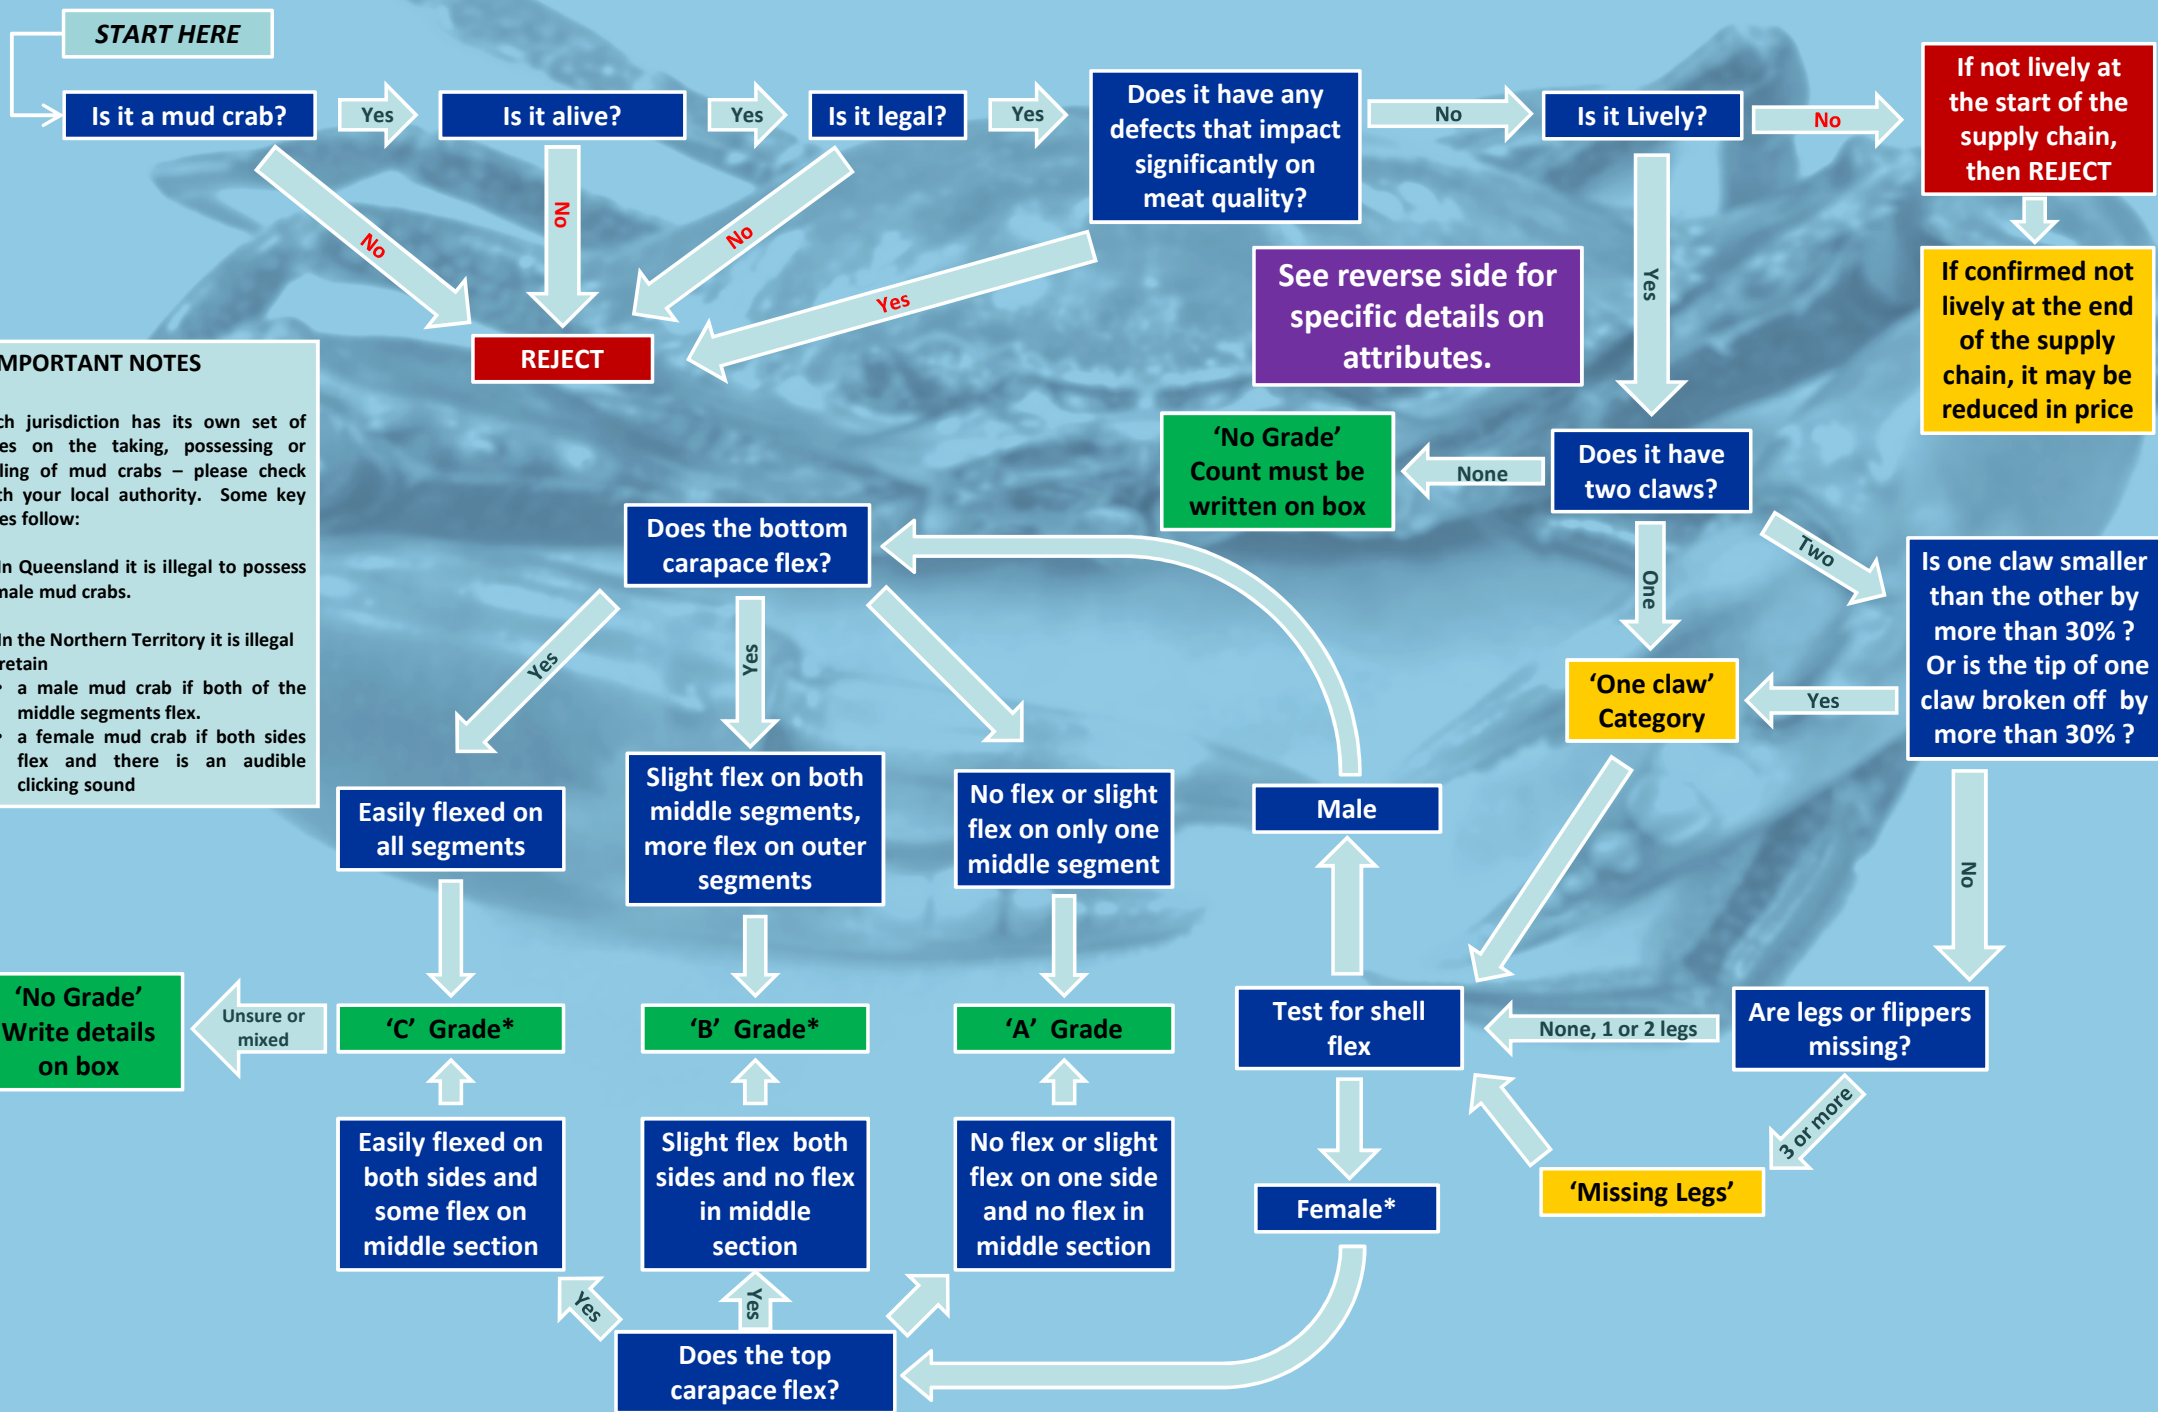 START HERE
Is it a mud crab?
Yes
Is it alive?
Yes
Is it legal?
Yes
Does it have any
defects that impact
significantly on
meat quality?
No
Is it Lively?
No
If not lively at
the start of the
supply chain,
then REJECT
No
No
No
Yes
REJECT
See reverse side for
specific details on
attributes.
Yes
If confirmed not
lively at the end
of the supply
chain, it may be
reduced in price
MPORTANT NOTES
ch jurisdiction has its own set of
es on the taking, possessing or
ling of mud crabs – please check
th your local authority. Some key
es follow:
In Queensland it is illegal to possess
male mud crabs.
In the Northern Territory it is illegal
retain
• a male mud crab if both of the
middle segments flex.
• a female mud crab if both sides
flex and there is an audible
clicking sound
‘No Grade’
Count must be
written on box
None
Does it have
two claws?
One
Two
Is one claw smaller
than the other by
more than 30% ?
Or is the tip of one
claw broken off by
more than 30% ?
Yes
‘One claw’
Category
No
Does the bottom
carapace flex?
Yes
Yes
Easily flexed on
all segments
Slight flex on both
middle segments,
more flex on outer
segments
No flex or slight
flex on only one
middle segment
Male
‘No Grade’
Write details
on box
Unsure or
mixed
‘C’ Grade*
‘B’ Grade*
‘A’ Grade
Test for shell
flex
None, 1 or 2 legs
Are legs or flippers
missing?
3 or more
‘Missing Legs’
Easily flexed on
both sides and
some flex on
middle section
Slight flex both
sides and no flex
in middle
section
No flex or slight
flex on one side
and no flex in
middle section
Female*
Yes
Yes
Does the top
carapace flex?